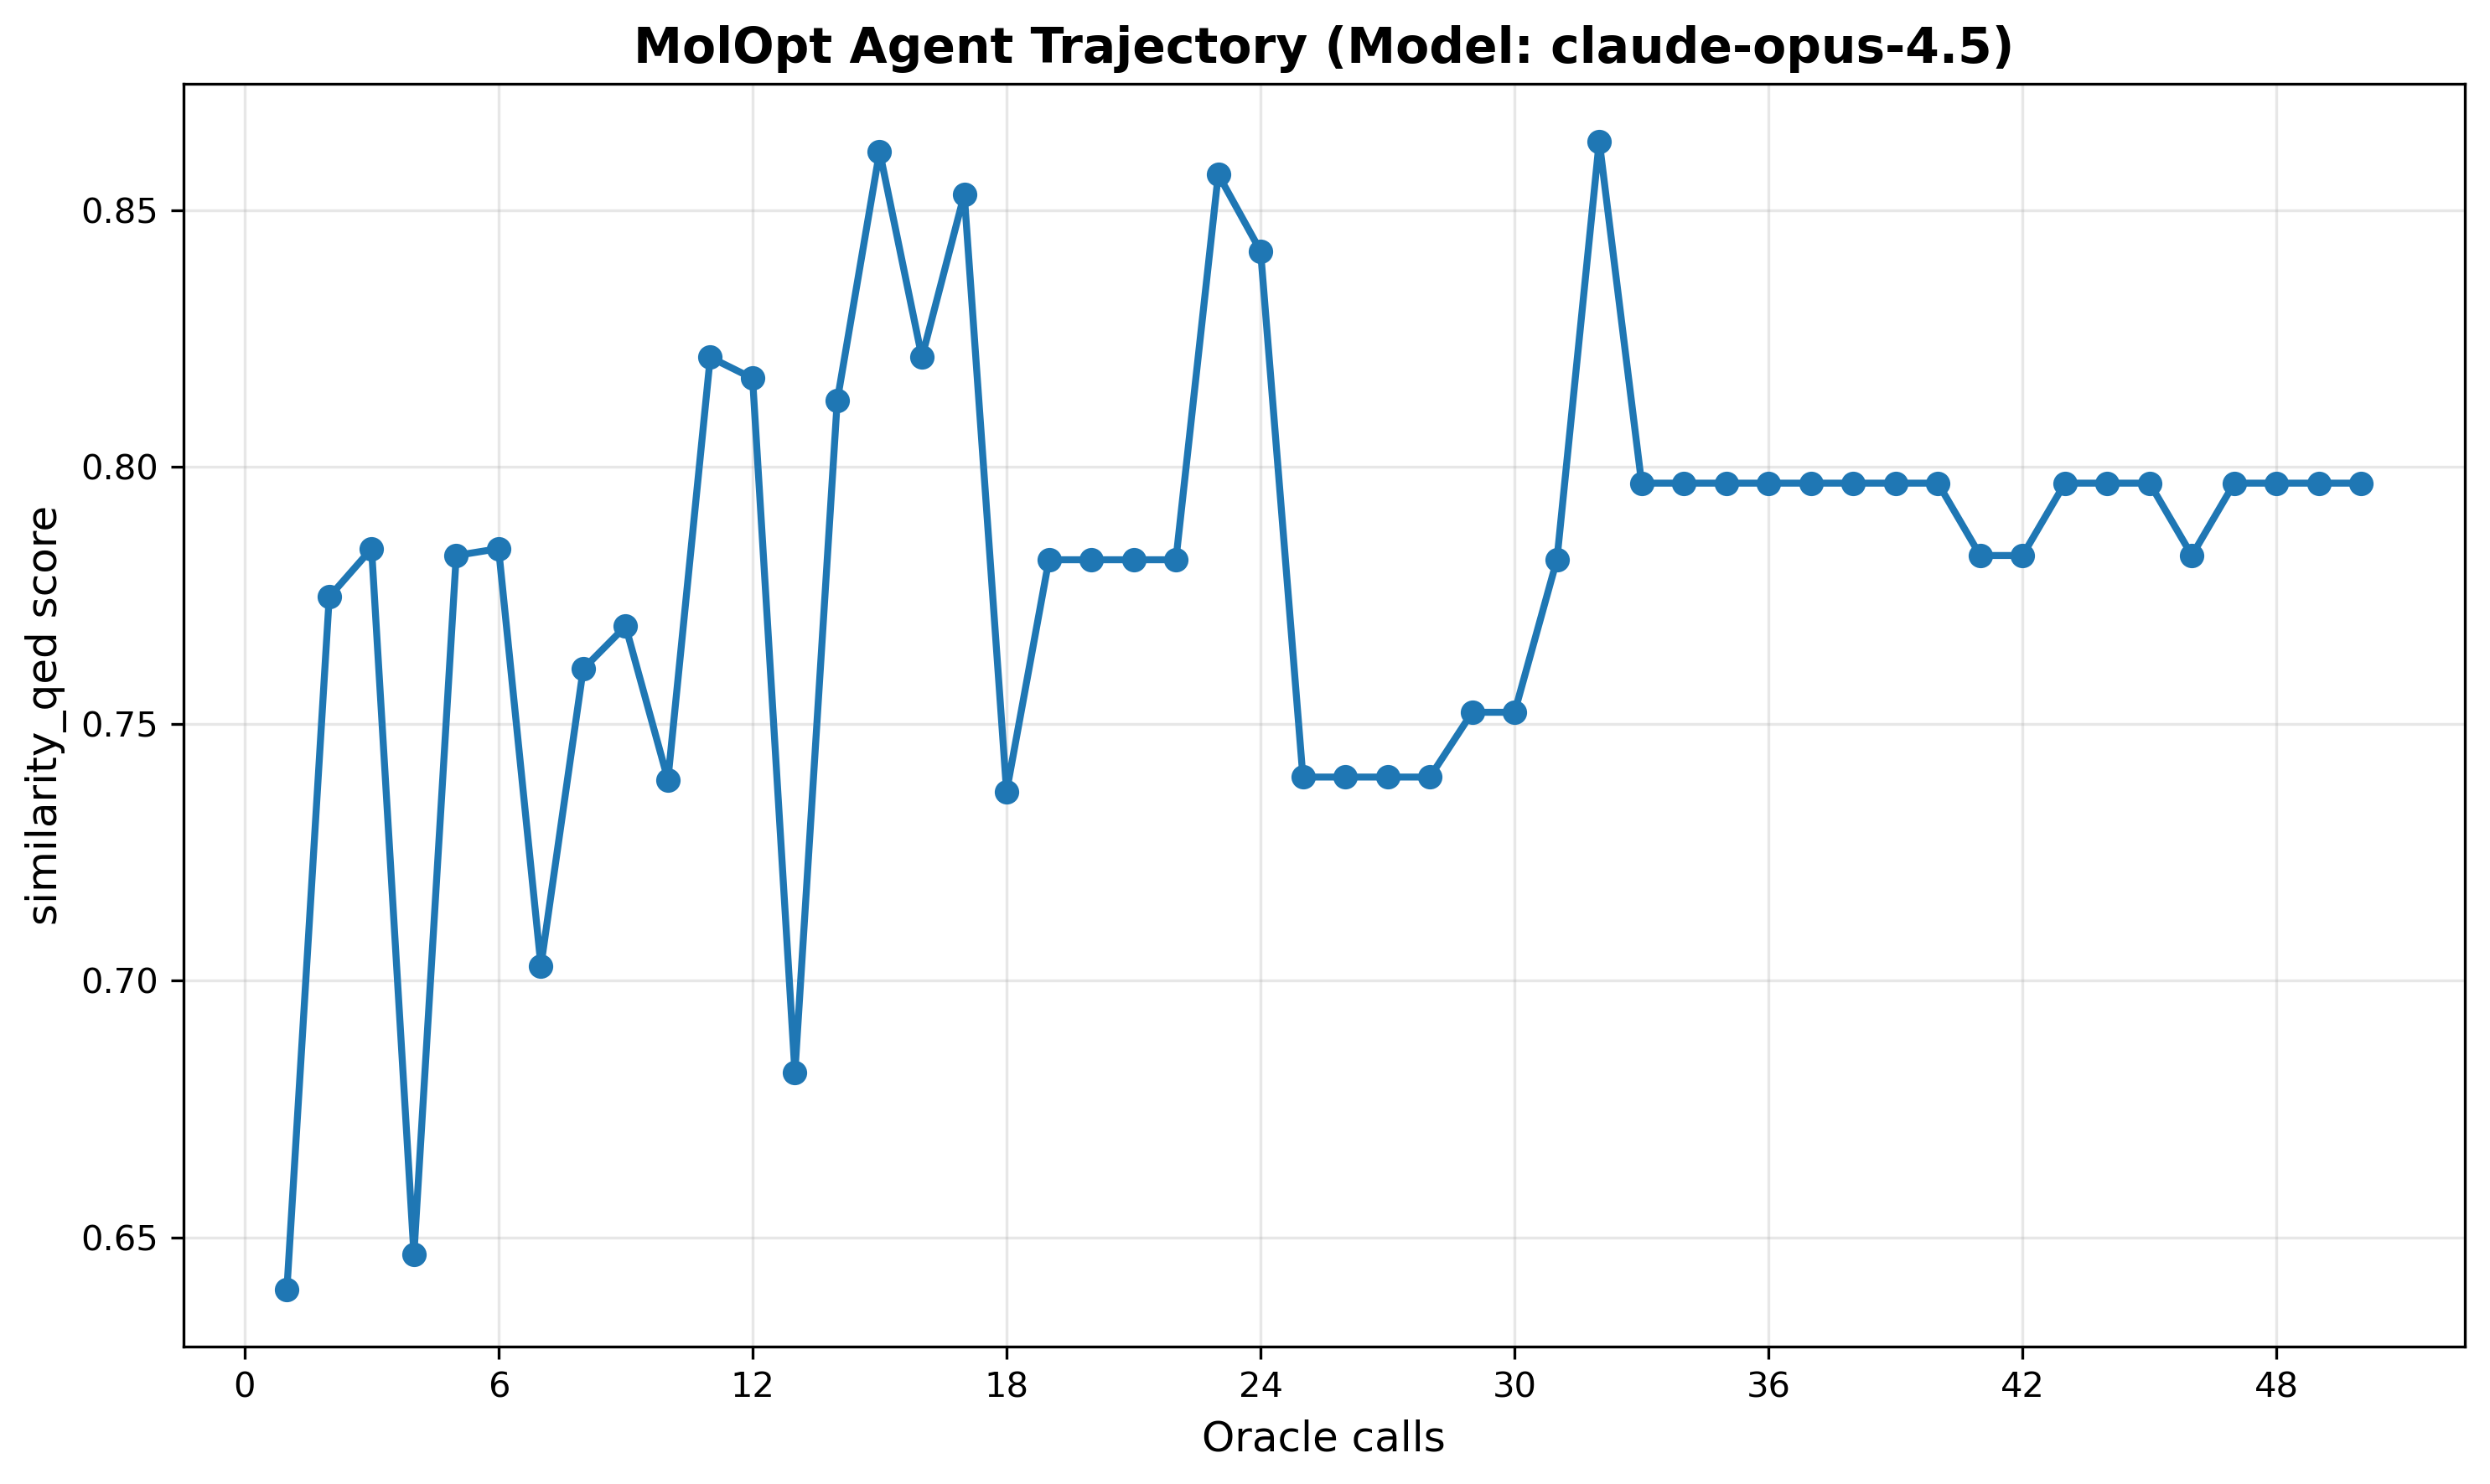 MolOpt Agent Trajectory (Model: claude-opus-4.5)
similarity_qed score
0.85
0.80
0.75
0.70
0.65
0 6 12 18 24 30 36 42 48
Oracle calls